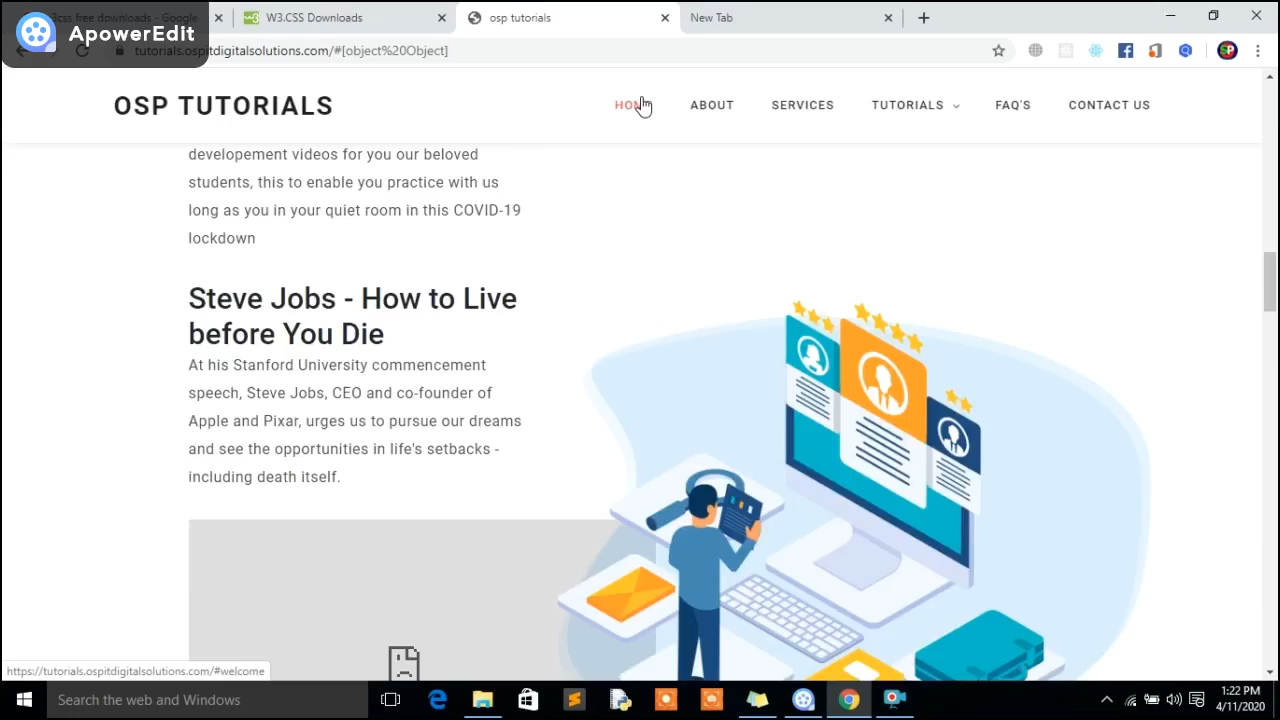 3css free downloads - Google
W3.CSS Downloads
osp tutorials
New Tab
ApowerEdit
tutorials.ospitdigitalsolutions.com/#[object%20Object]
OSP TUTORIALS
HOME
ABOUT
SERVICES
TUTORIALS
FAQ'S
CONTACT US
developement videos for you our beloved
students, this to enable you practice with us
long as you in your quiet room in this COVID-19
lockdown
Steve Jobs - How to Live
before You Die
At his Stanford University commencement
speech, Steve Jobs, CEO and co-founder of
Apple and Pixar, urges us to pursue our dreams
and see the opportunities in life's setbacks -
including death itself.
https://tutorials.ospitdigitalsolutions.com/#welcome
Search the web and Windows
1:22 PM
4/11/2020